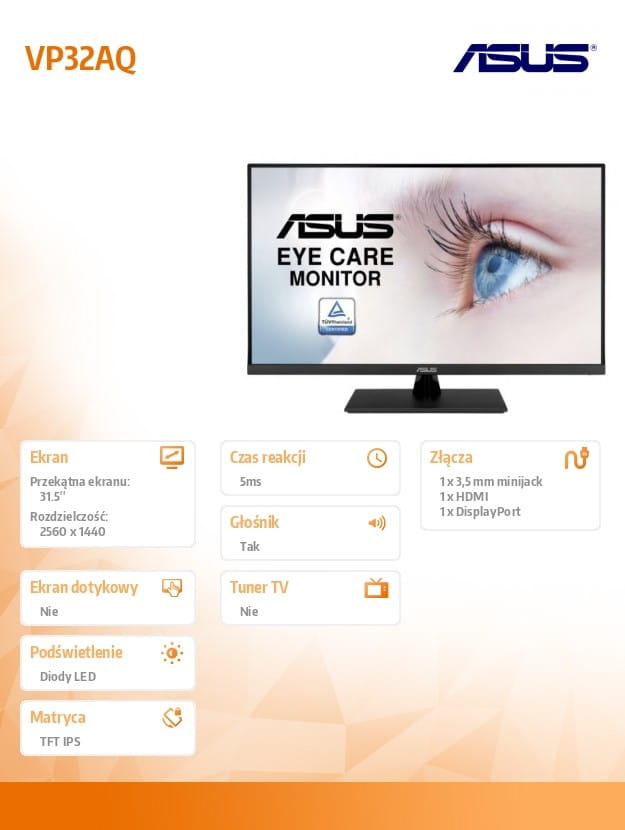 VP32AQ
ASUS®
ASUS®
EYE CARE
MONITOR
TÜVRheinland
CERTIFIED
ASUS
Ekran
Przekątna ekranu:
31.5"
Rozdzielczość:
2560 x 1440
Czas reakcji
5ms
Złącza
1 x 3,5 mm minijack
1 x HDMI
1 x DisplayPort
Głośnik
Tak
Ekran dotykowy
Nie
Tuner TV
Nie
Podświetlenie
Diody LED
Matryca
TFT IPS